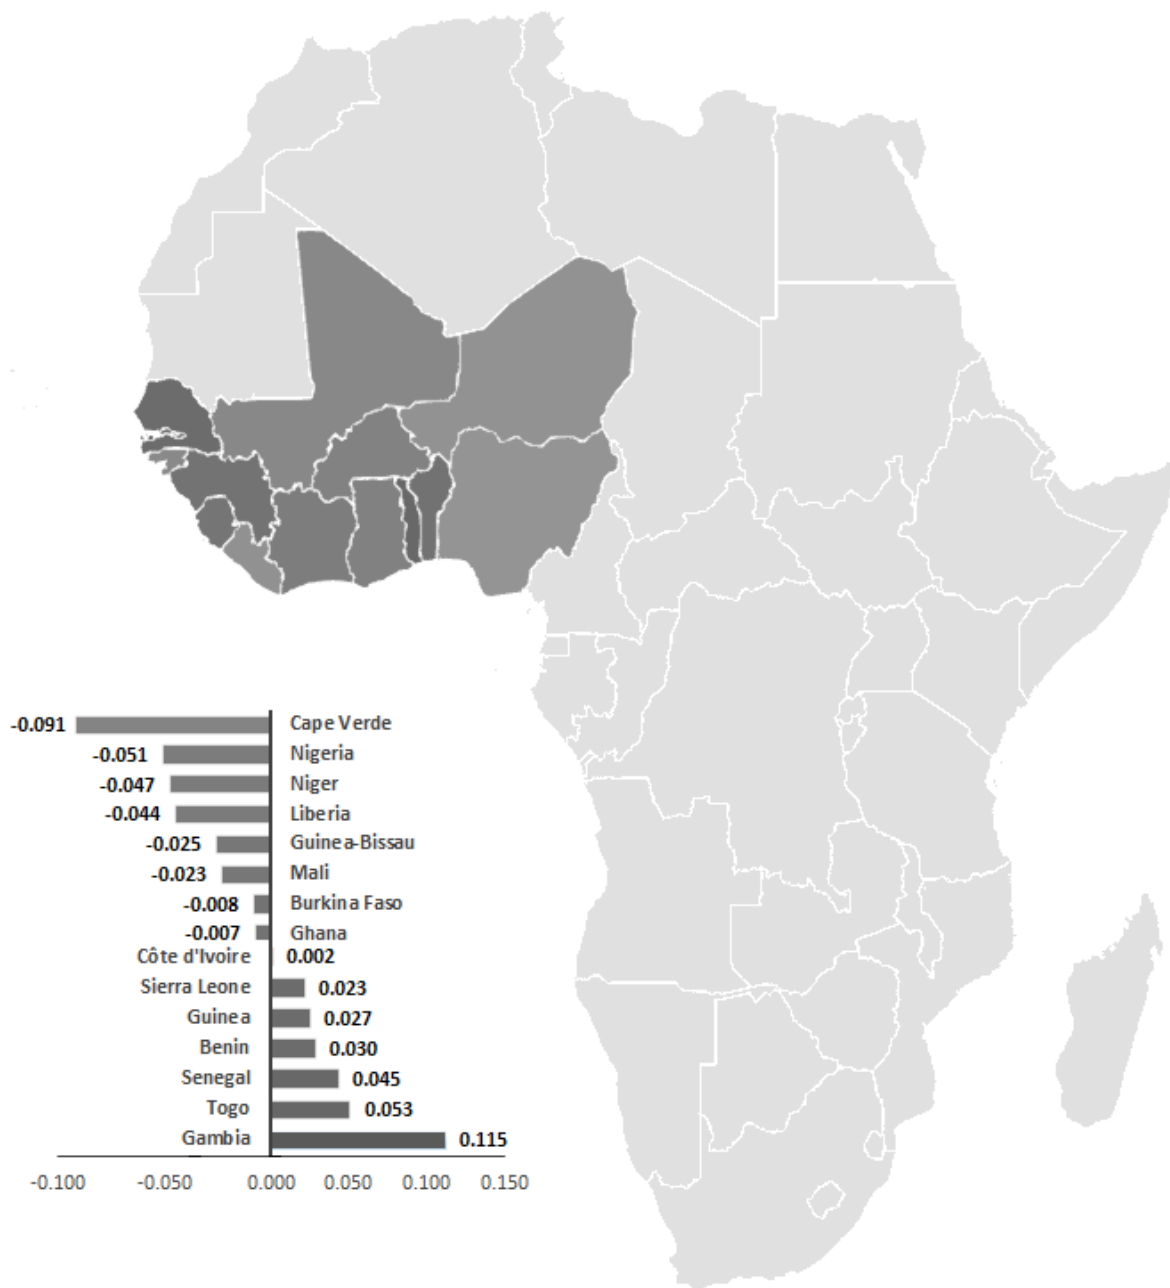 -0.091 Cape Verde
-0.051 Nigeria
-0.047 Niger
-0.044 Liberia
-0.025 Guinea-Bissau
-0.023 Mali
-0.008 Burkina Faso
-0.007 Ghana
Côte d'Ivoire 0.002
Sierra Leone 0.023
Guinea 0.027
Benin 0.030
Senegal 0.045
Togo 0.053
Gambia 0.115
-0.100 -0.050 0.000 0.050 0.100 0.150